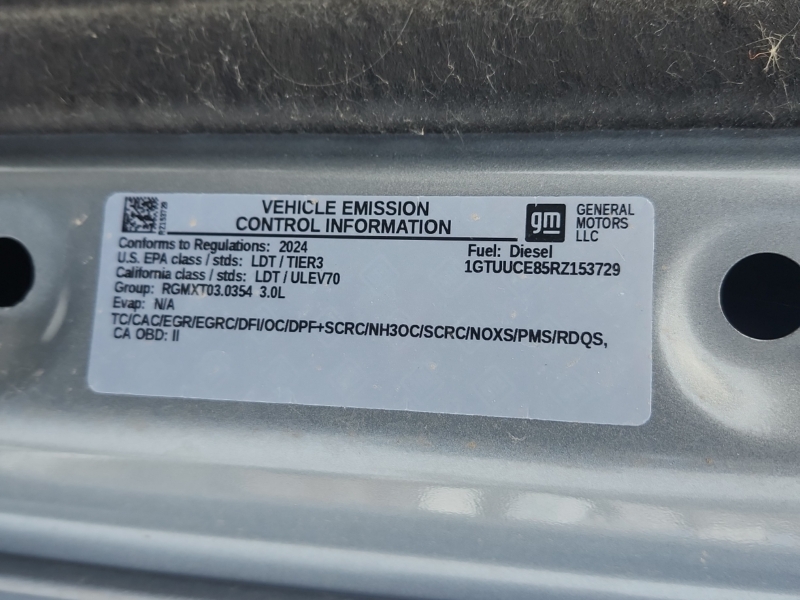 RZ153729
VEHICLE EMISSION
CONTROL INFORMATION
gm
GENERAL
MOTORS
LLC
Conforms to Regulations: 2024
U.S. EPA class / stds: LDT / TIER3
California class / stds: LDT / ULEV70
Group: RGMXT03.0354 3.0L
Evap: N/A
Fuel: Diesel
1GTUUCE85RZ153729
TC/CAC/EGR/EGRC/DFI/OC/DPF+SCRC/NH3OC/SCRC/NOXS/PMS/RDQS,
CA OBD: II